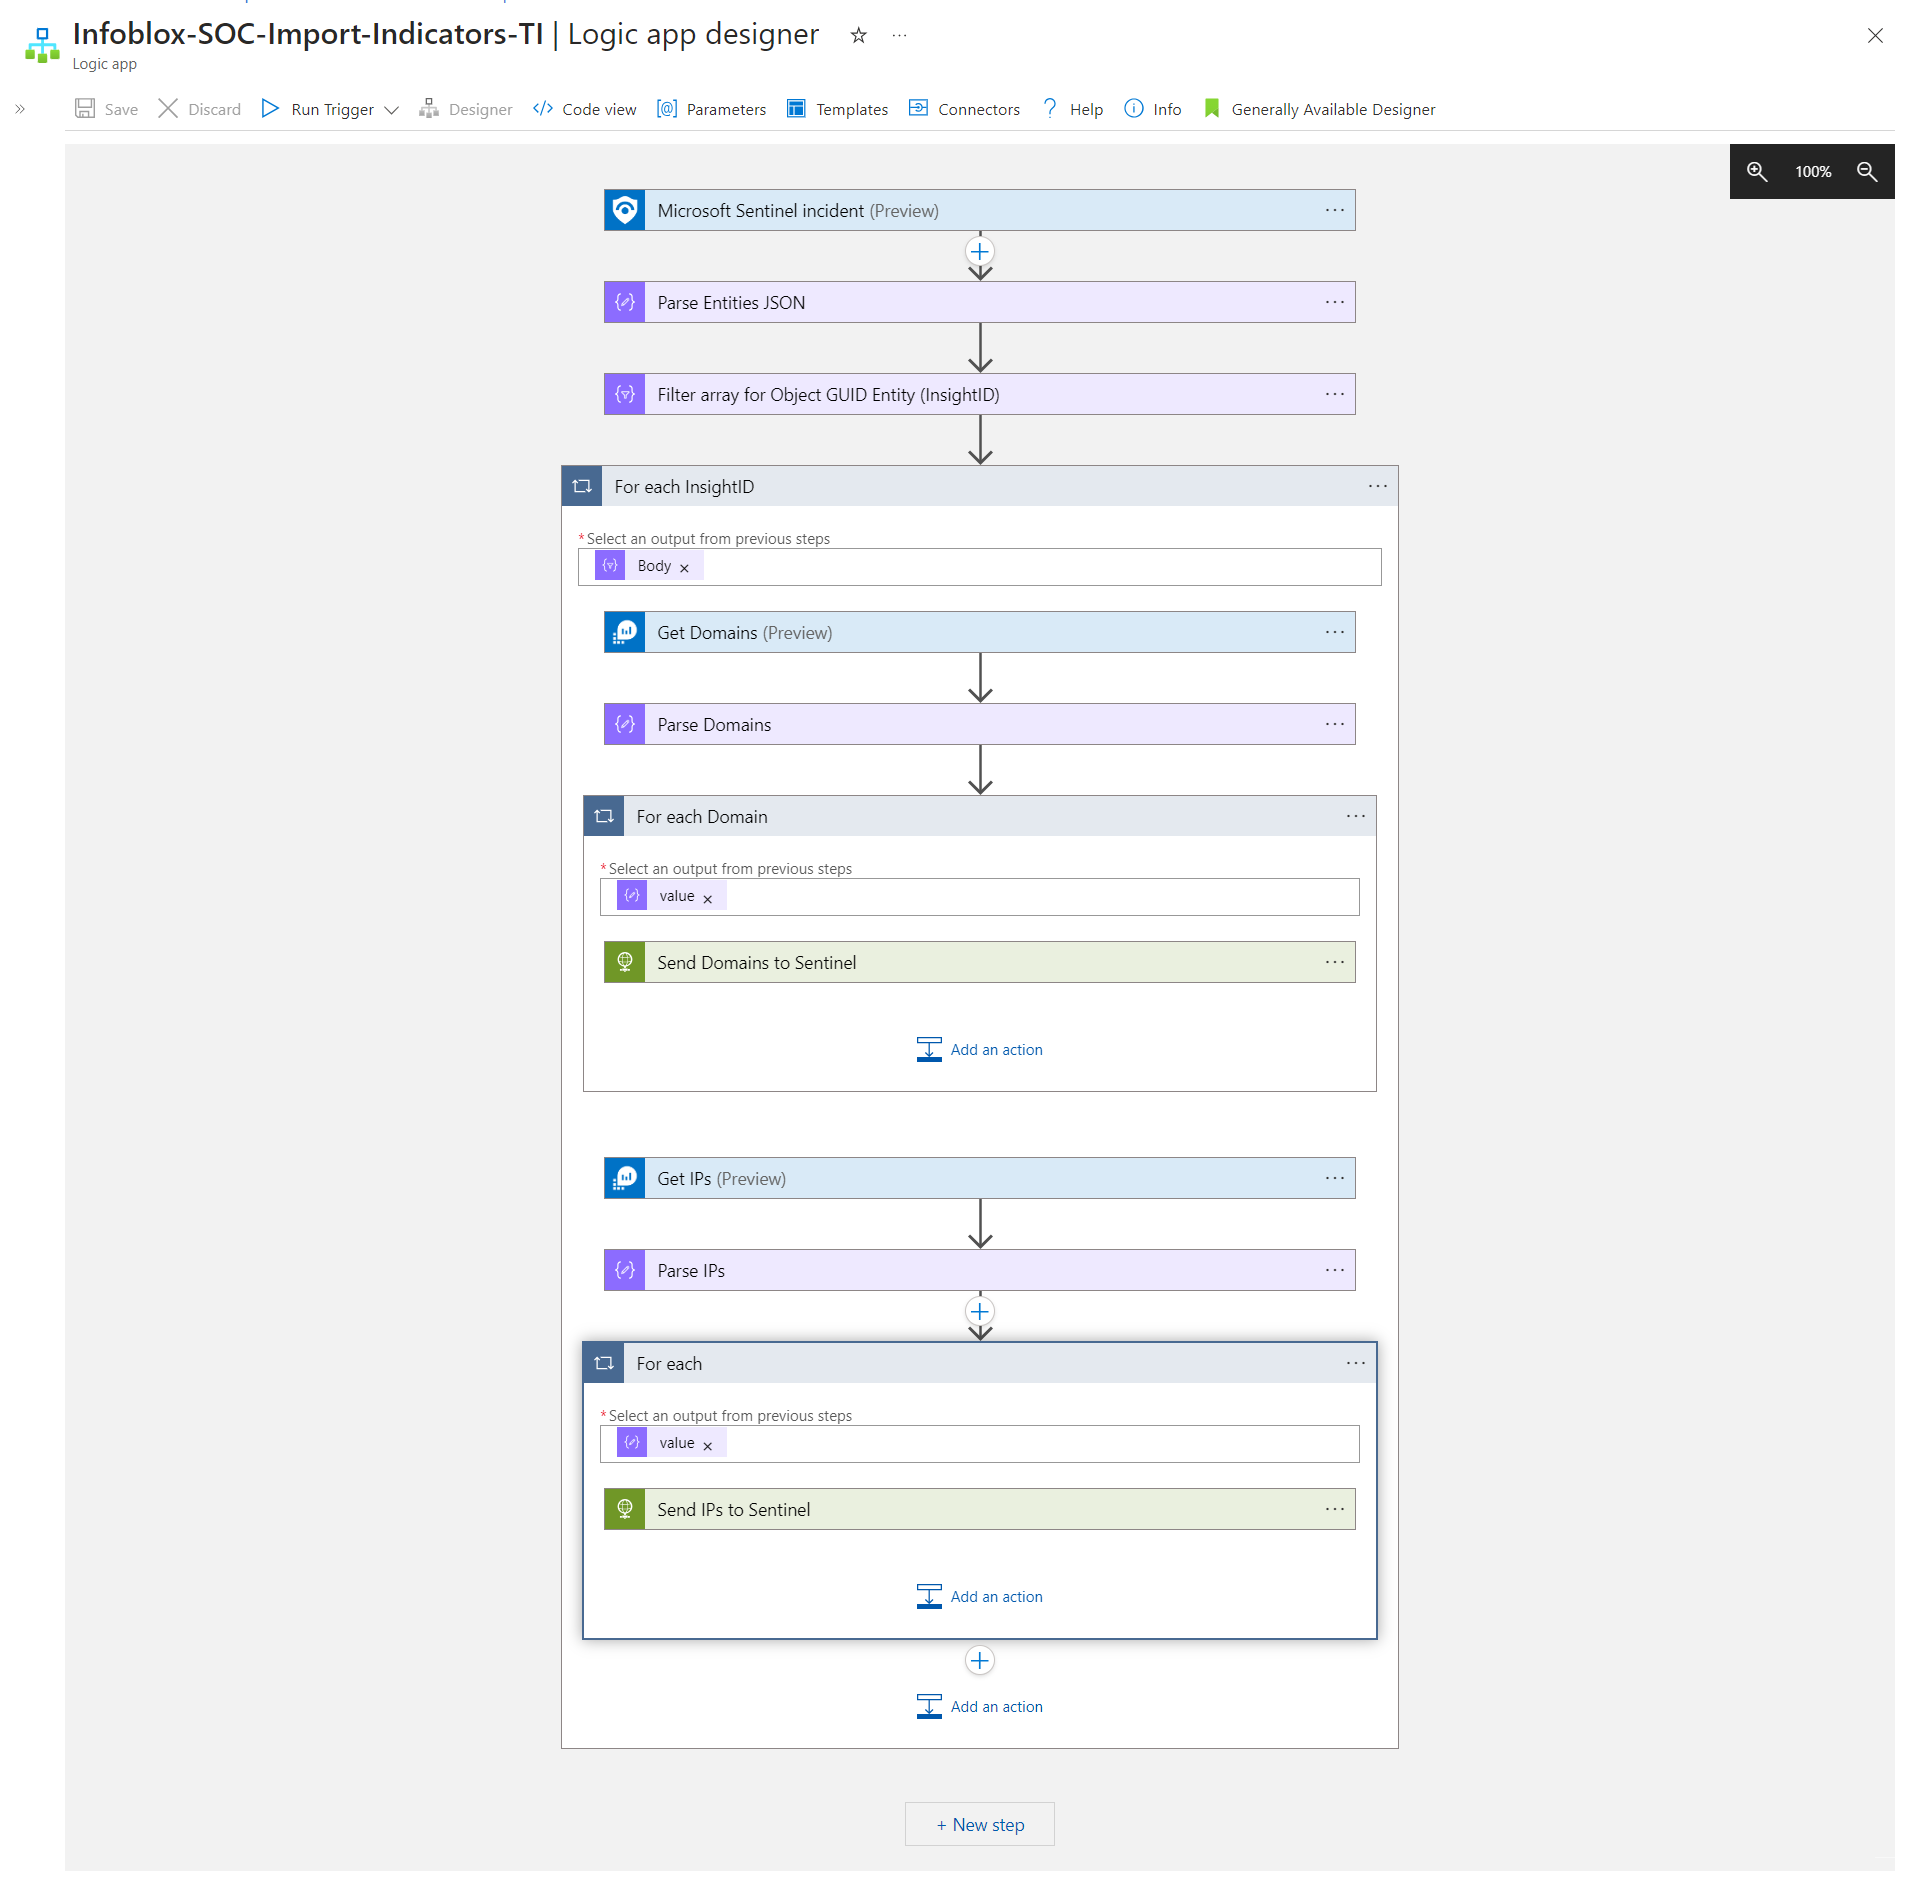 Infoblox-SOC-Import-Indicators-TI | Logic app designer
Logic app
Save Discard Run Trigger Designer Code view Parameters Templates Connectors Help Info Generally Available Designer
100%
Microsoft Sentinel incident (Preview)
Parse Entities JSON
Filter array for Object GUID Entity (InsightID)
For each InsightID
*Select an output from previous steps
Body
Get Domains (Preview)
Parse Domains
For each Domain
*Select an output from previous steps
value
Send Domains to Sentinel
Add an action
Get IPs (Preview)
Parse IPs
For each
*Select an output from previous steps
value
Send IPs to Sentinel
Add an action
Add an action
+ New step